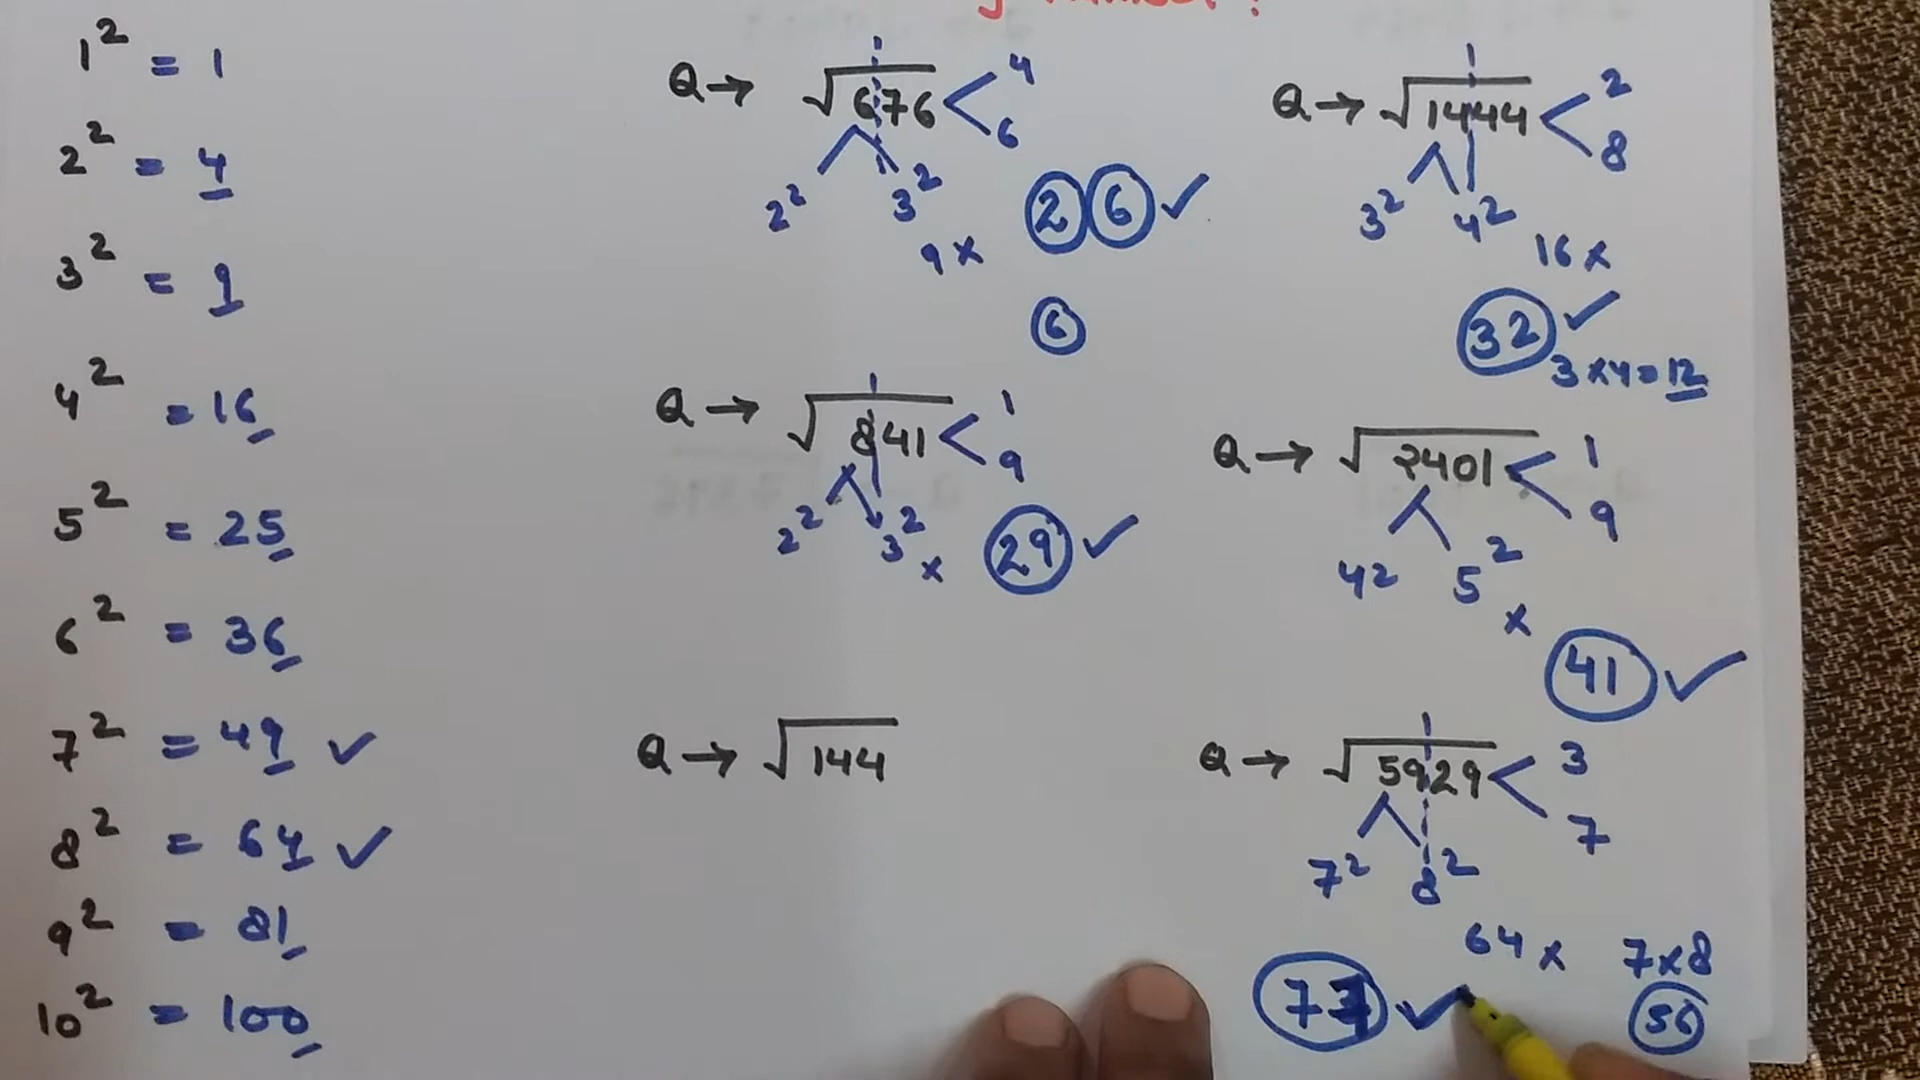 1² = 1
2² = 4
3² = 9
4² = 16
5² = 25
6² = 36
7² = 49 ✓
8² = 64 ✓
9² = 81
10² = 100
Q → √676 < 4
6
2² 3²
9 ×
2 6 ✓
6
Q → √841 < 1
9
2² 3² ×
29 ✓
Q → √144
Q → √1444 < 2
8
3² 4²
16 ×
32 ✓
3 × 4 = 12
Q → √2401 < 1
9
42 5² ×
41 ✓
Q → √5929 < 3
7
7² 8²
64 × 7×8
77 ✓ 56